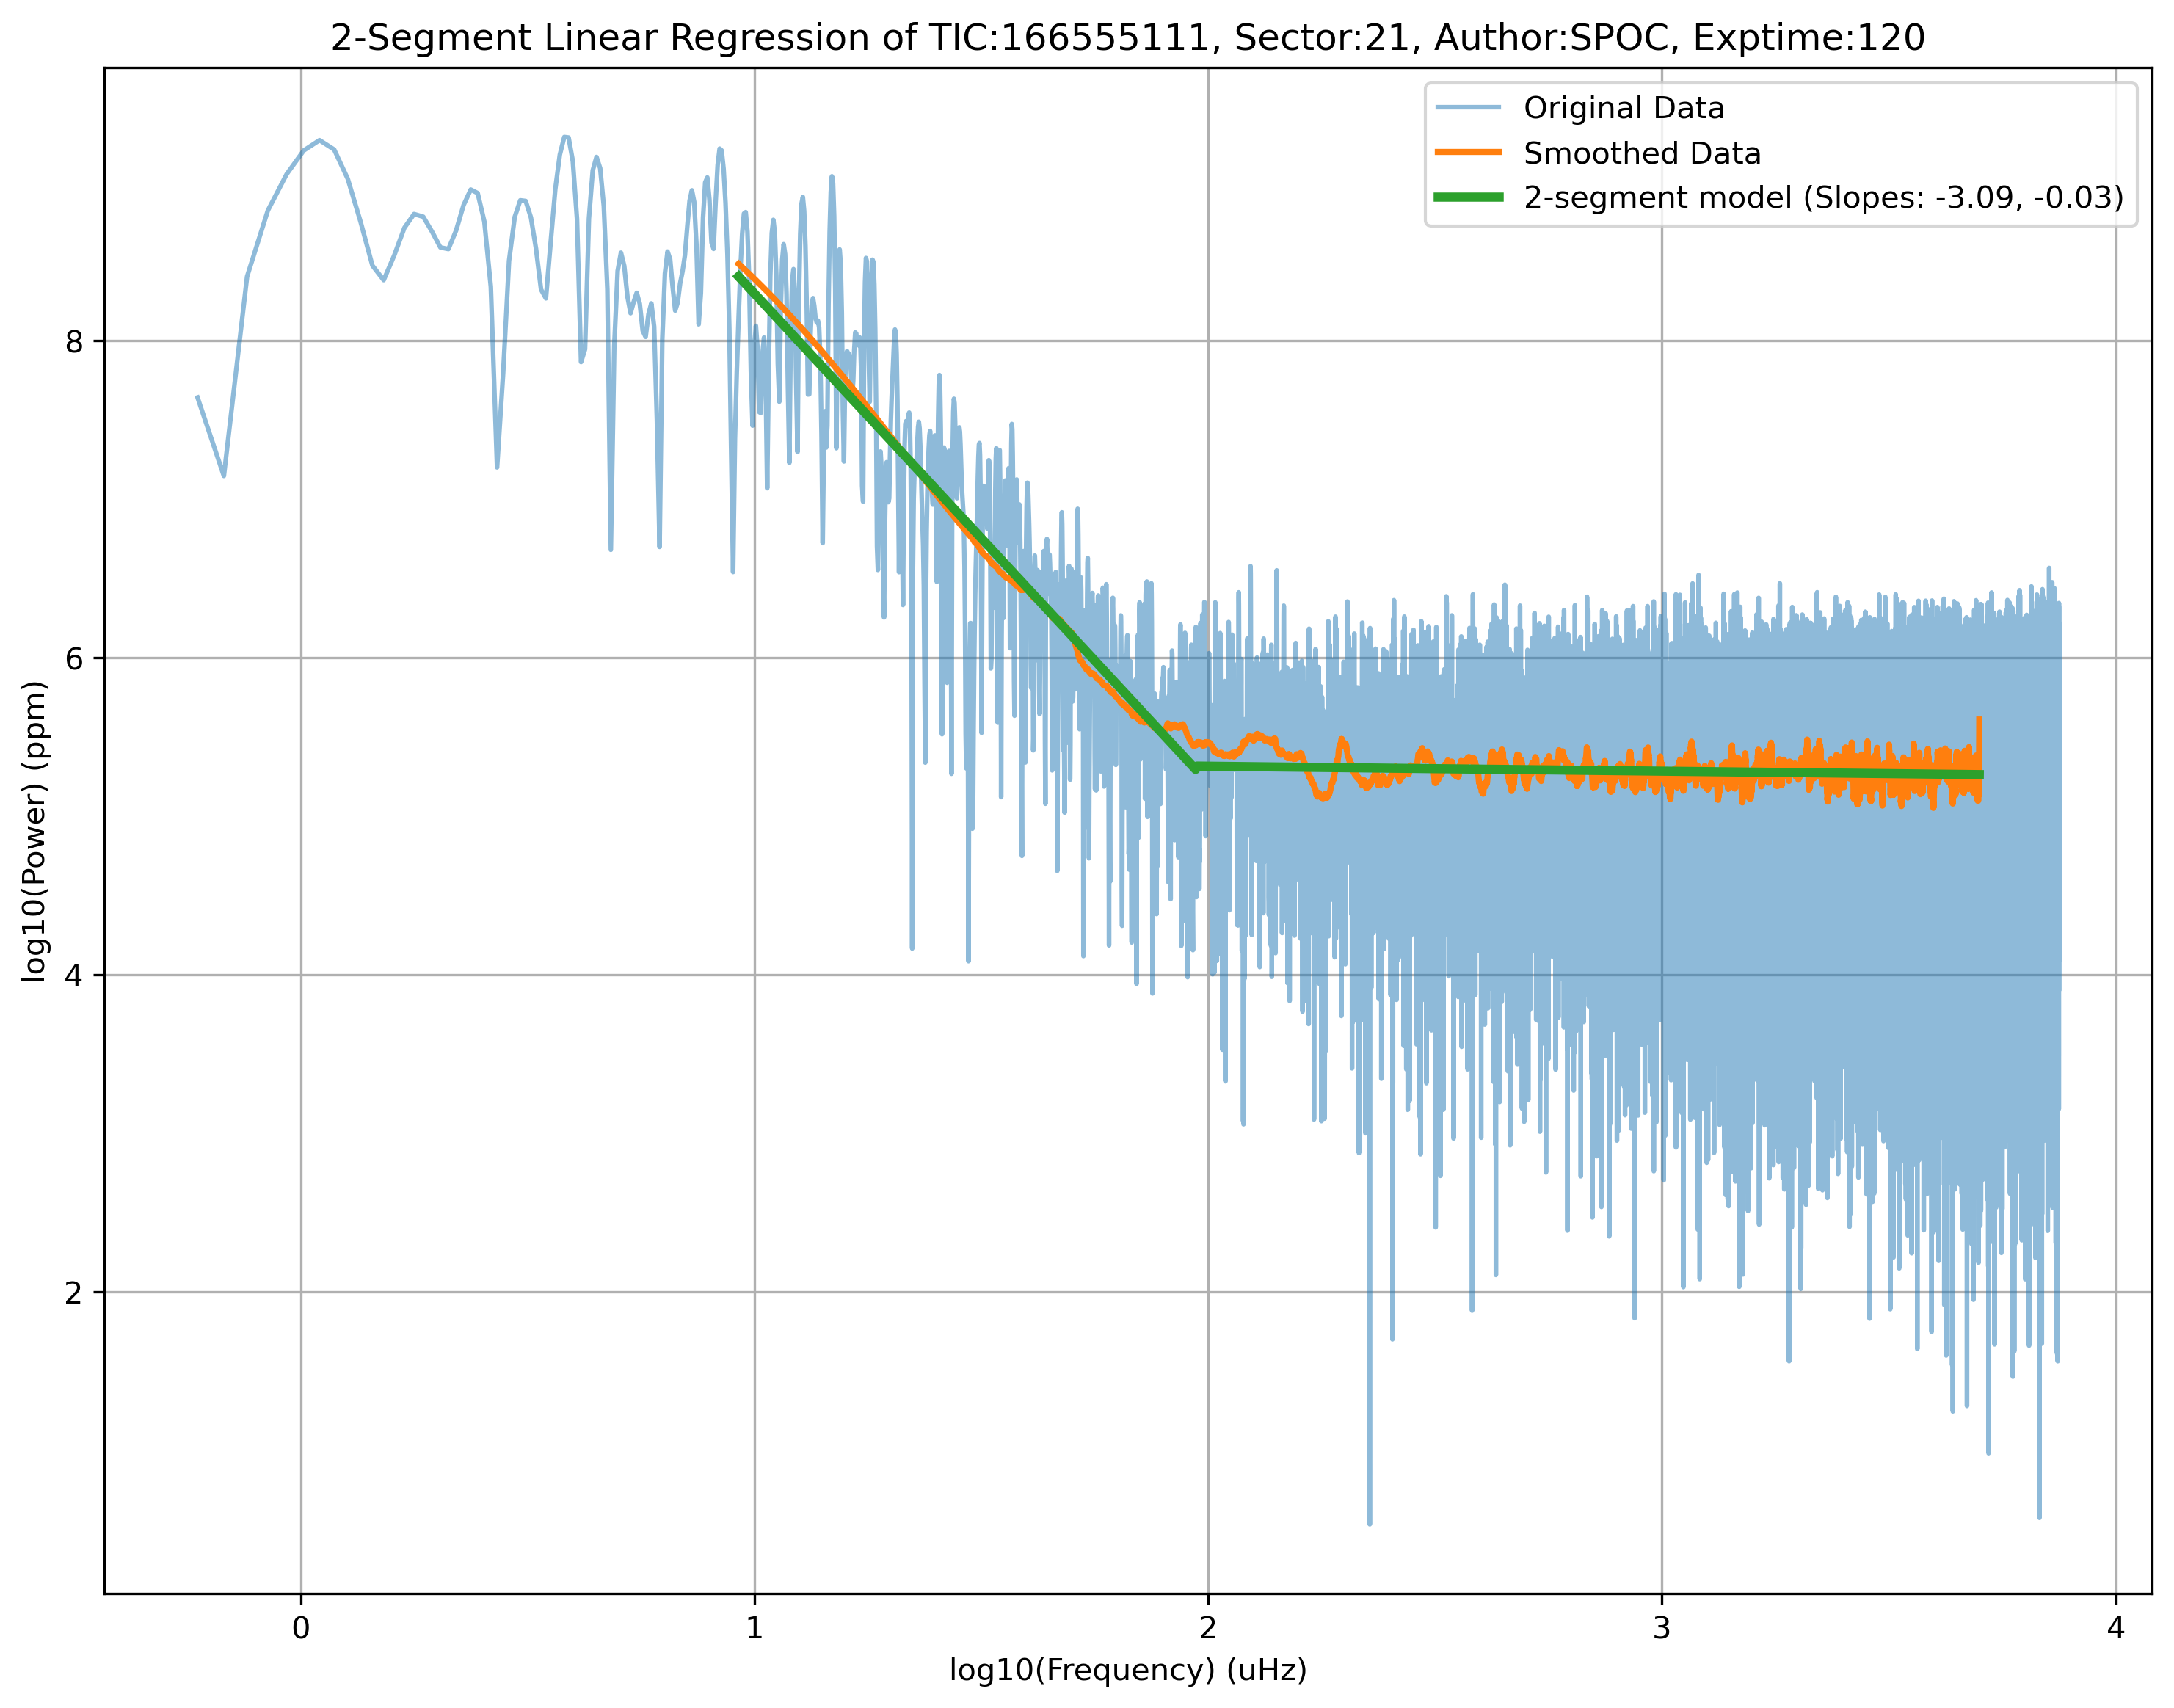 2-Segment Linear Regression of TIC:166555111, Sector:21, Author:SPOC, Exptime:120
Original Data
Smoothed Data
2-segment model (Slopes: -3.09, -0.03)
log10(Power) (ppm)
8
6
4
2
0 1 2 3 4
log10(Frequency) (uHz)